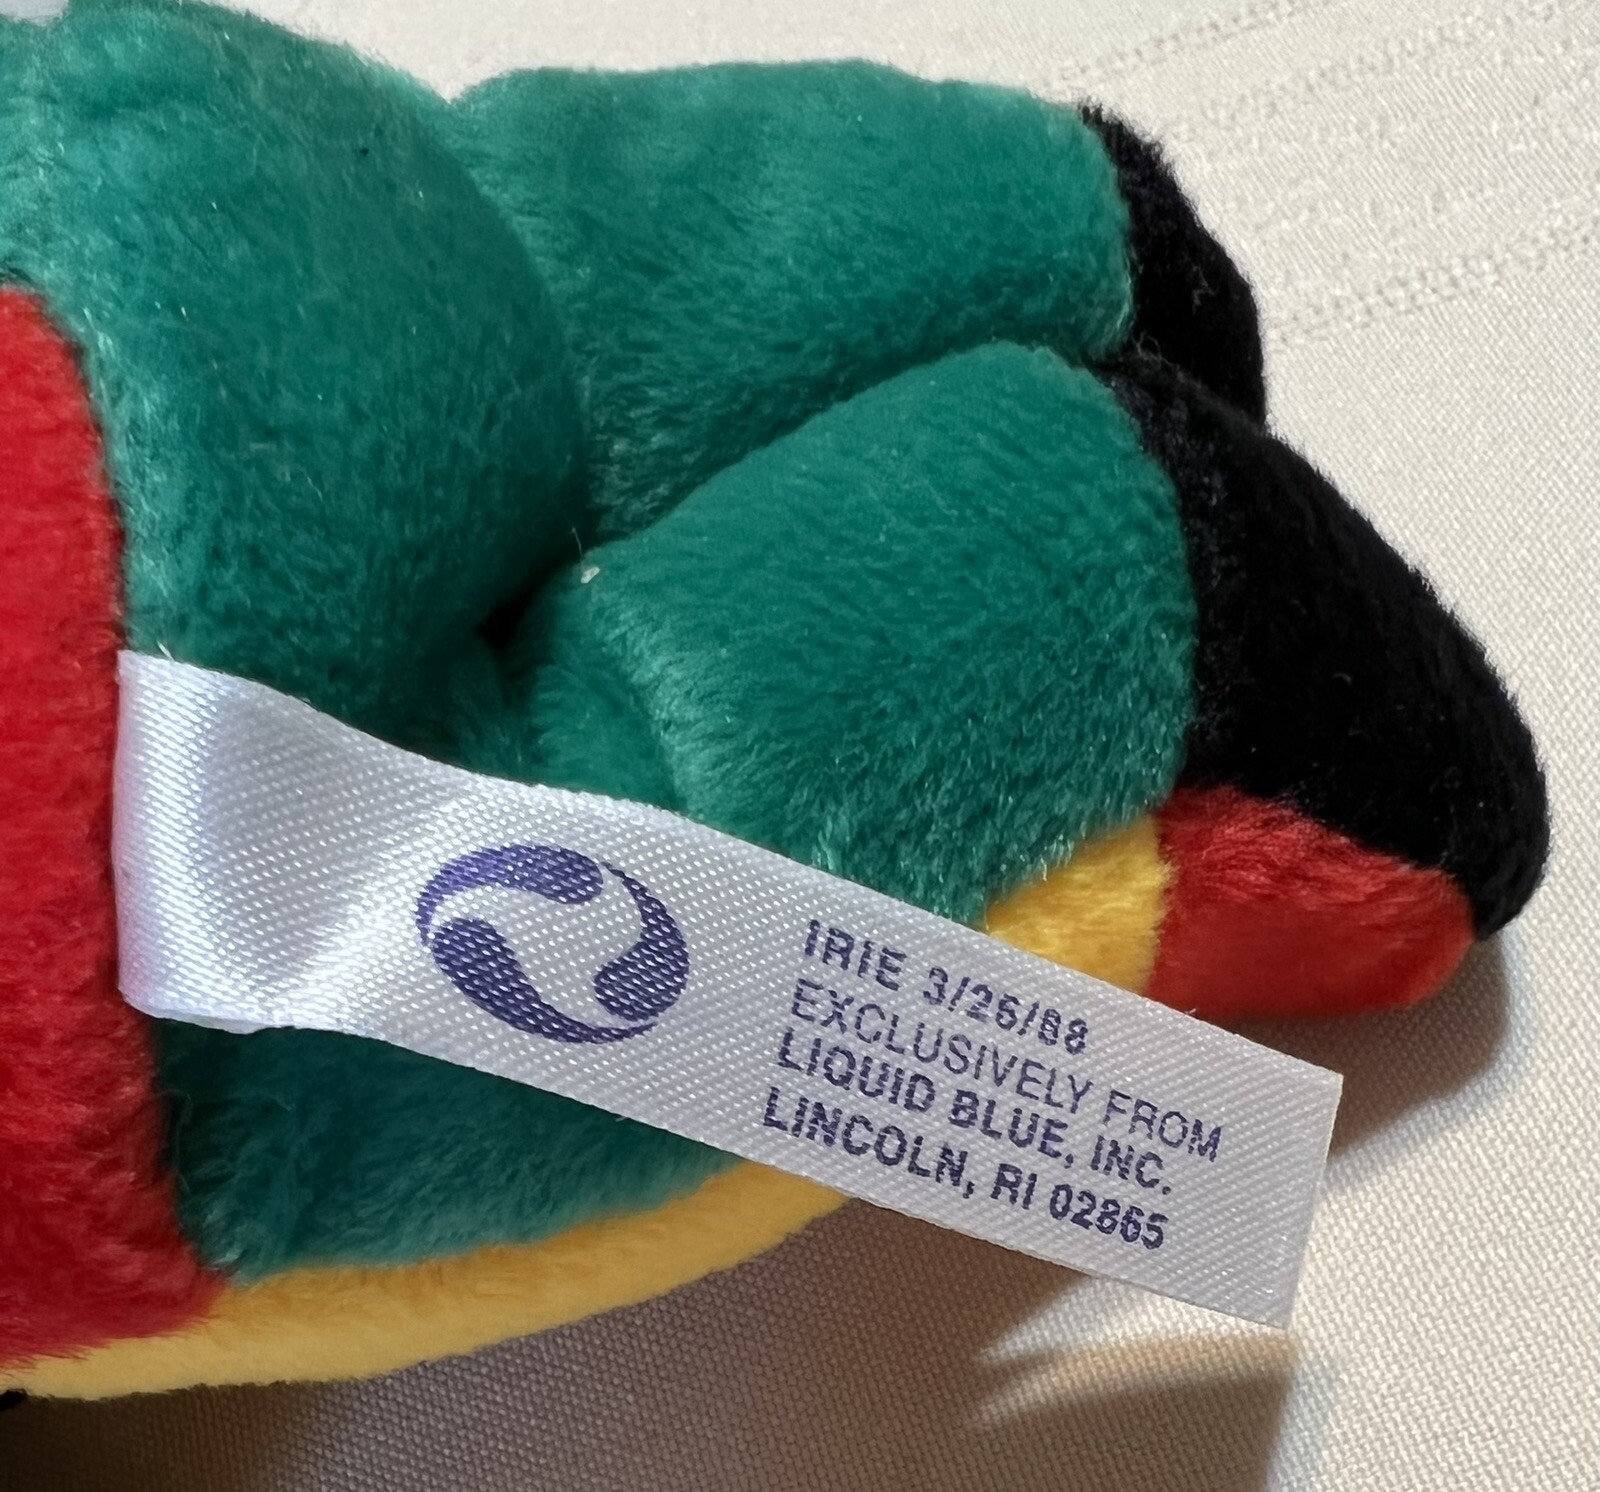 IRIE 3/26/88
EXCLUSIVELY FROM
LIQUID BLUE, INC.
LINCOLN, RI 02865